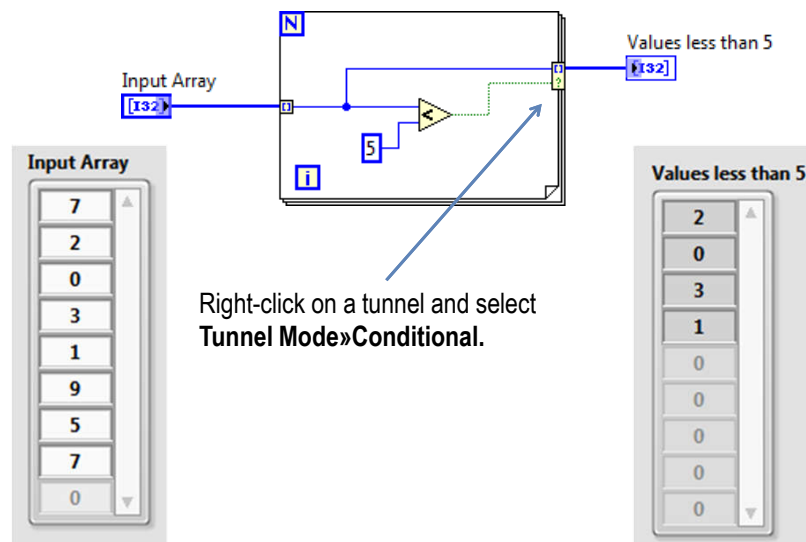 N
Values less than 5
[I32]
?
Input Array
[I32]
<
5
i
Input Array
7
2
0
3
1
9
5
7
0
Right-click on a tunnel and select
Tunnel Mode»Conditional.
Values less than 5
2
0
3
1
0
0
0
0
0